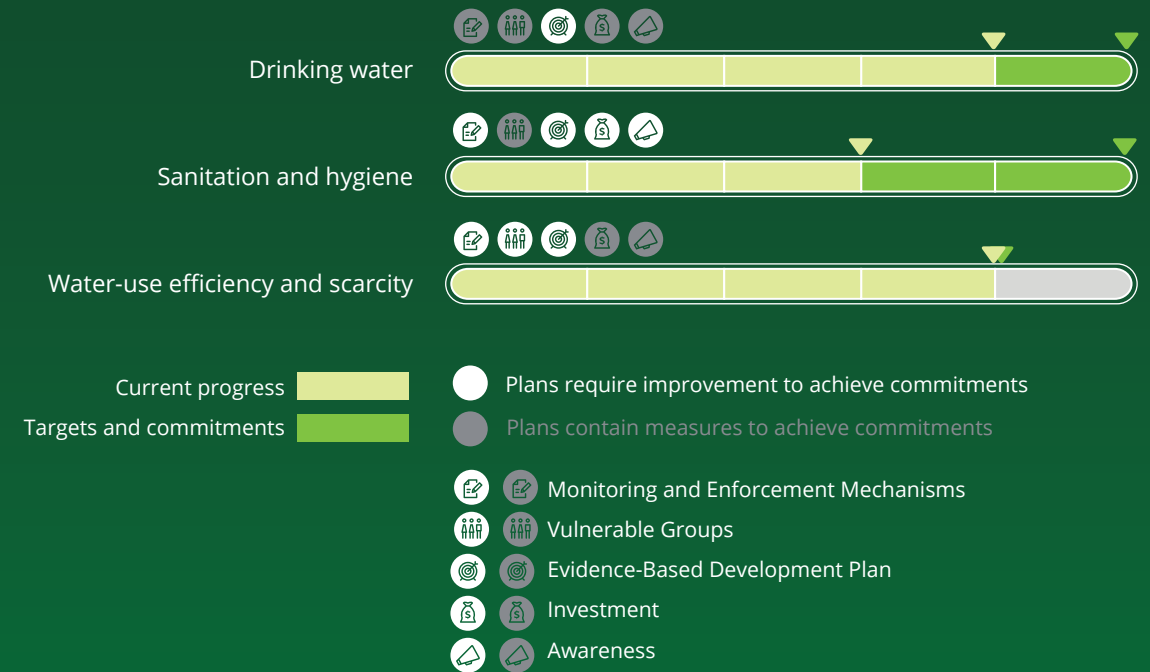 Drinking water
Sanitation and hygiene
Water-use efficiency and scarcity
Current progress
Targets and commitments
Plans require improvement to achieve commitments
Plans contain measures to achieve commitments
Monitoring and Enforcement Mechanisms
Vulnerable Groups
Evidence-Based Development Plan
Investment
Awareness